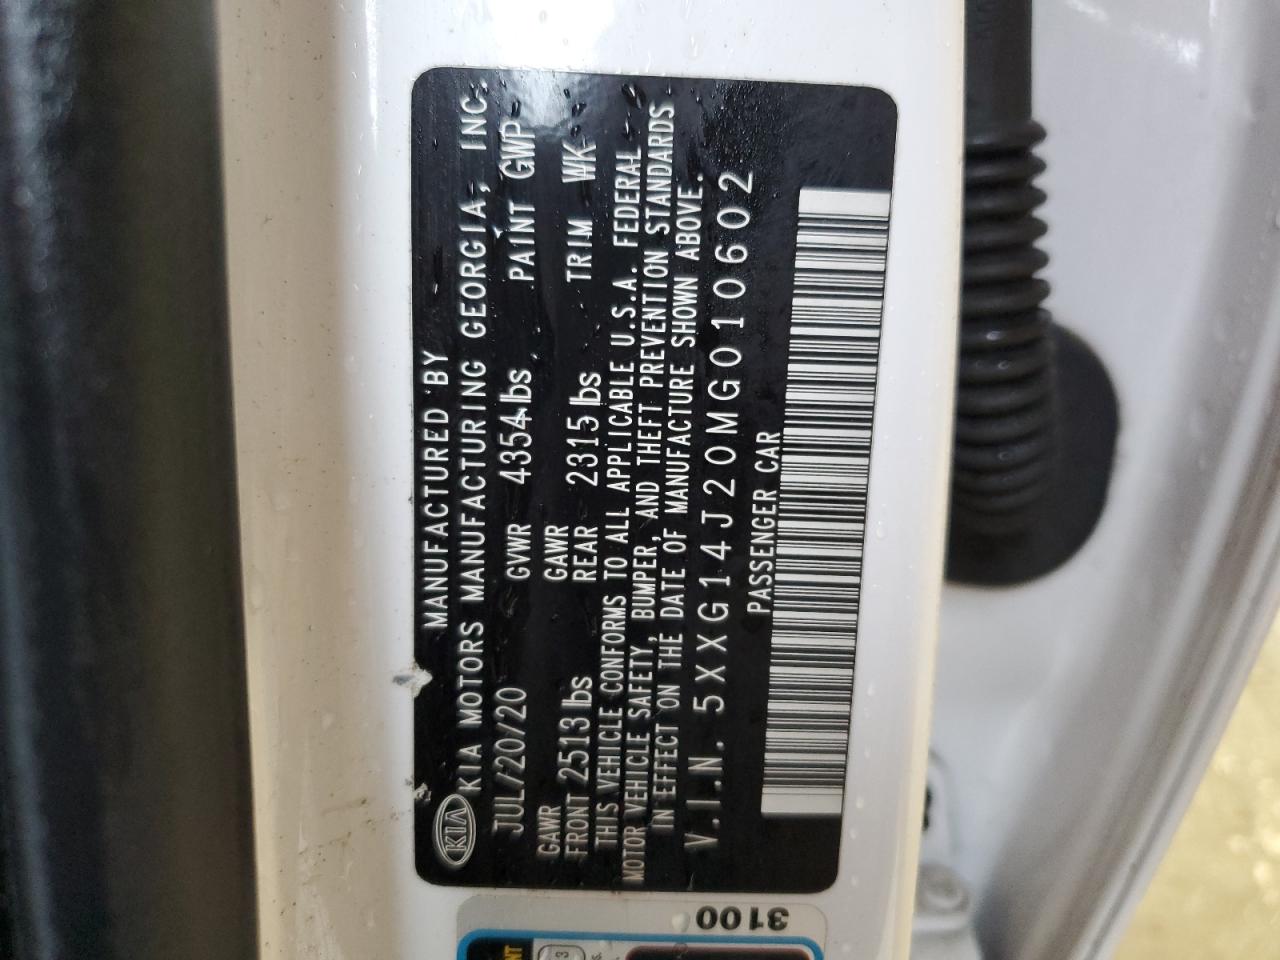 MANUFACTURED BY
KIA KIA MOTORS MANUFACTURING GEORGIA, INC.
JUL/20/20 GVWR 4354 lbs PAINT GWP
GAWR GAWR
FRONT 2513 lbs REAR 2315 lbs TRIM WK
THIS VEHICLE CONFORMS TO ALL APPLICABLE U.S.A. FEDERAL
MOTOR VEHICLE SAFETY, BUMPER, AND THEFT PREVENTION STANDARDS
IN EFFECT ON THE DATE OF MANUFACTURE SHOWN ABOVE.
V.I.N. 5XXG14J20MG010602
PASSENGER CAR
3100
3